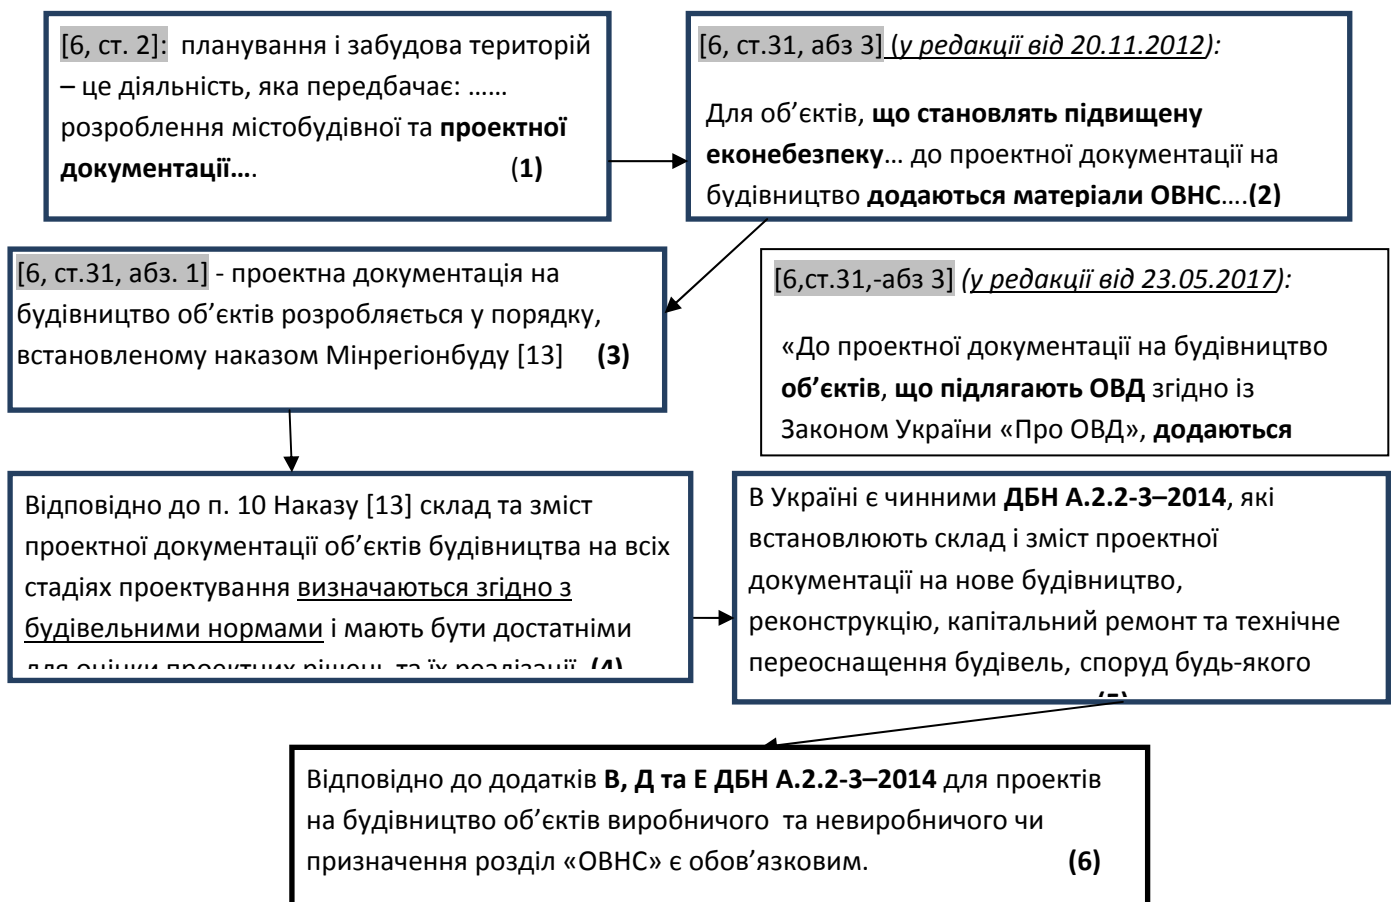 [6, ст. 2]: планування і забудова територій
– це діяльність, яка передбачає: ……
розроблення містобудівної та проектної
документації…. (1)
[6, ст.31, абз 3] (у редакції від 20.11.2012):
Для об’єктів, що становлять підвищену
еконебезпеку… до проектної документації на
будівництво додаються матеріали ОВНС….(2)
[6, ст.31, абз. 1] - проектна документація на
будівництво об’єктів розробляється у порядку,
встановленому наказом Мінрегіонбуду [13] (3)
[6,ст.31,-абз 3] (у редакції від 23.05.2017):
«До проектної документації на будівництво
об’єктів, що підлягають ОВД згідно із
Законом України «Про ОВД», додаються
Відповідно до п. 10 Наказу [13] склад та зміст
проектної документації об’єктів будівництва на всіх
стадіях проектування визначаються згідно з
будівельними нормами і мають бути достатніми
для оцінки проектних рішень та їх реалізації (4)
В Україні є чинними ДБН А.2.2-3–2014, які
встановлюють склад і зміст проектної
документації на нове будівництво,
реконструкцію, капітальний ремонт та технічне
переоснащення будівель, споруд будь-якого
Відповідно до додатків В, Д та Е ДБН А.2.2-3–2014 для проектів
на будівництво об’єктів виробничого та невиробничого чи
призначення розділ «ОВНС» є обов’язковим. (6)